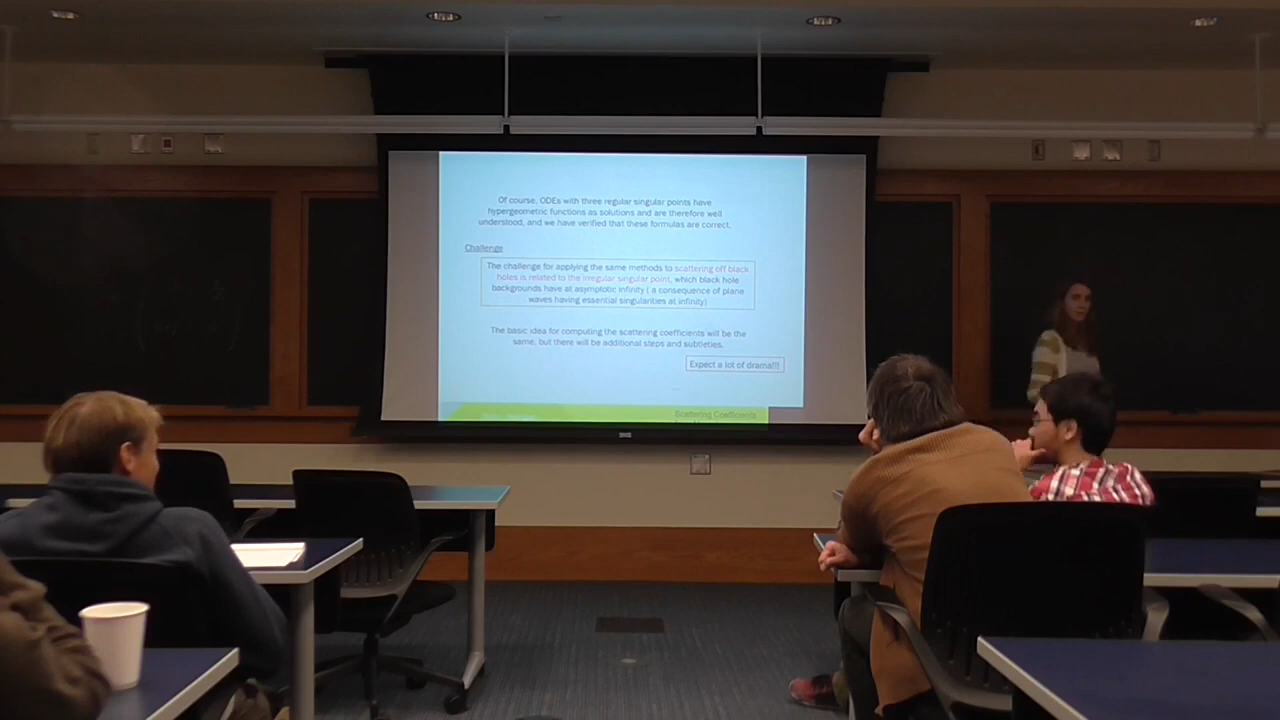 Of course, ODEs with three regular singular points have
hypergeometric functions as solutions and are therefore well
understood, and we have verified that these formulas are correct.
Challenge
The challenge for applying the same methods to scattering off black
holes is related to the irregular singular point, which black hole
backgrounds have at asymptotic infinity ( a consequence of plane
waves having essential singularities at infinity)
The basic idea for computing the scattering coefficients will be the
same, but there will be additional steps and subtleties.
Expect a lot of drama!!!
Scattering Coefficients